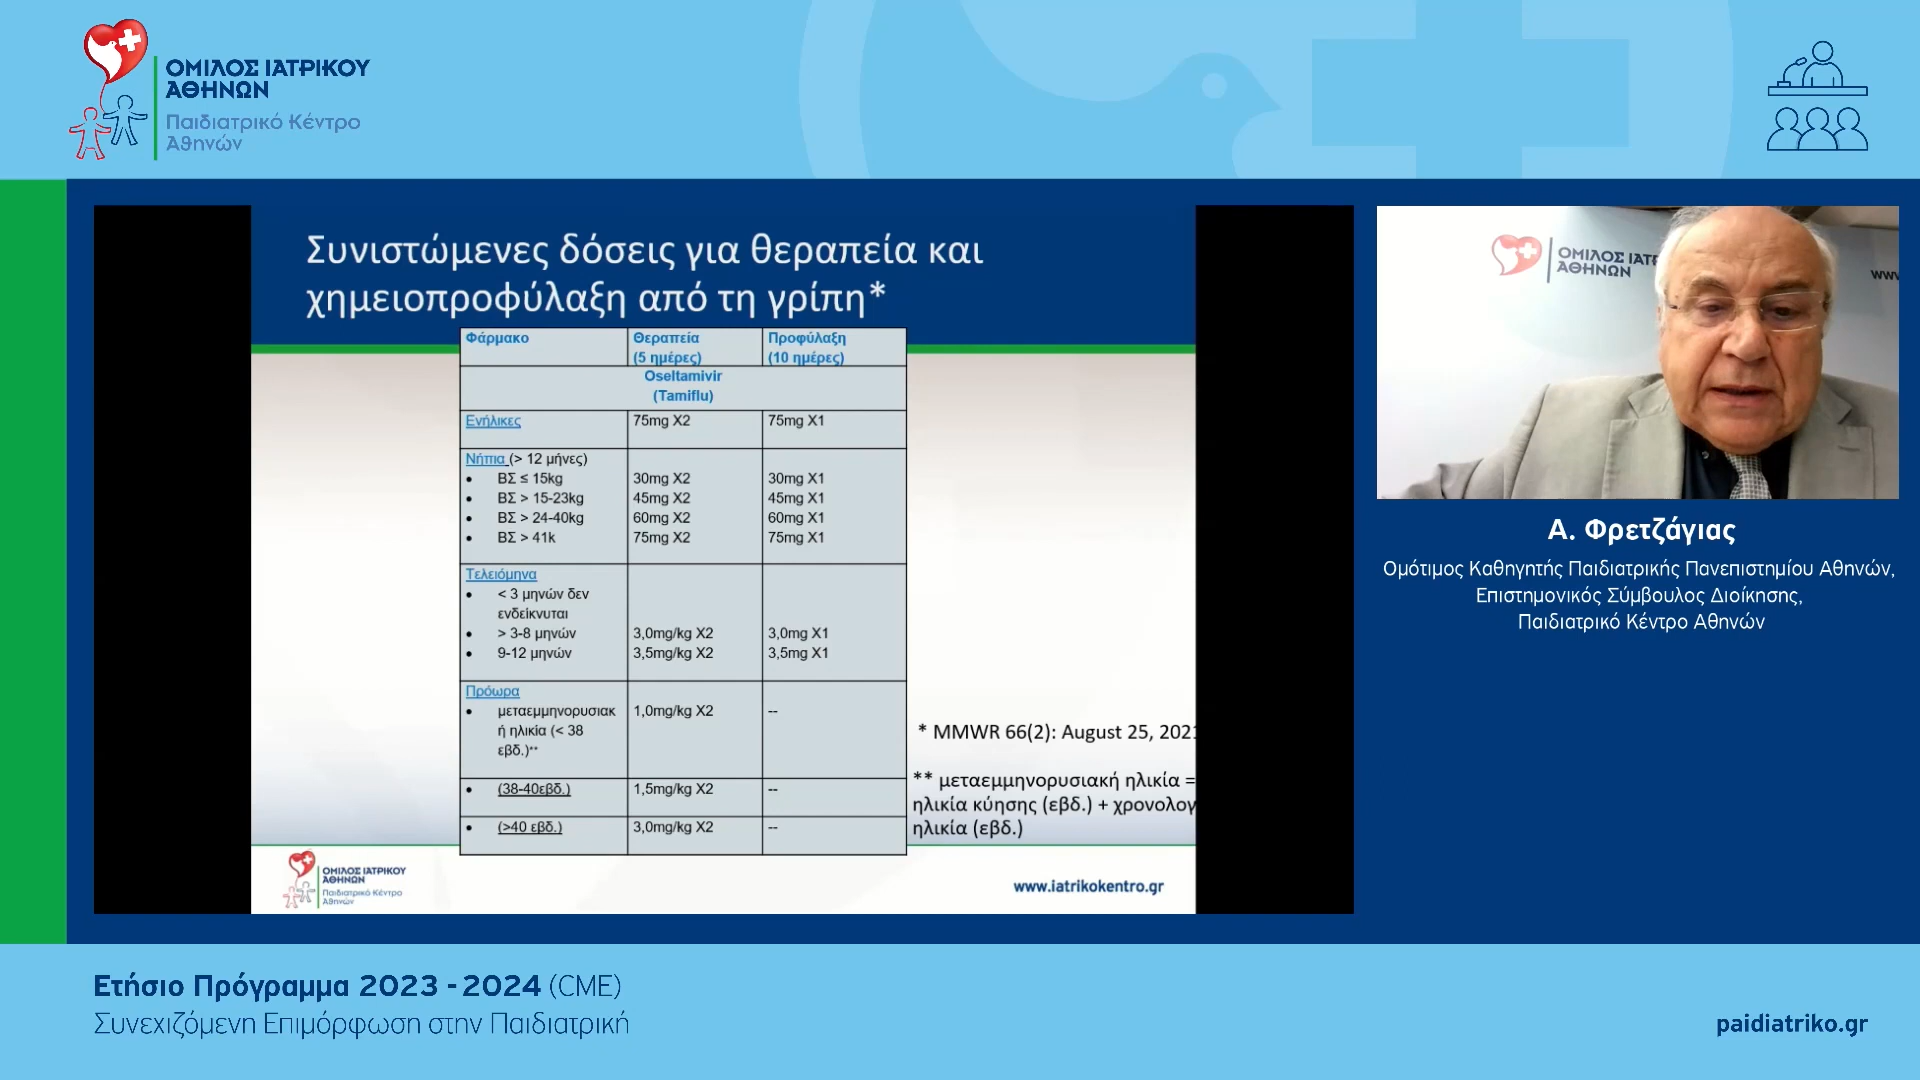 ΟΜΙΛΟΣ ΙΑΤΡΙΚΟΥ
ΑΘΗΝΩΝ
Παιδιατρικό Κέντρο
Αθηνών
Συνιστώμενες δόσεις για θεραπεία και
χημειοπροφύλαξη από τη γρίπη*
Φάρμακο Θεραπεία Προφύλαξη
(5 ημέρες) (10 ημέρες)
Oseltamivir
(Tamiflu)
Ενήλικες 75mg X2 75mg X1
Νήπια (> 12 μήνες)
• ΒΣ ≤ 15kg 30mg X2 30mg X1
• ΒΣ > 15-23kg 45mg X2 45mg X1
• ΒΣ > 24-40kg 60mg X2 60mg X1
• ΒΣ > 41k 75mg X2 75mg X1
Τελειόμηνα
• < 3 μηνών δεν
ενδείκνυται
• > 3-8 μηνών 3,0mg/kg X2 3,0mg X1
• 9-12 μηνών 3,5mg/kg X2 3,5mg X1
Πρόωρα
• μεταεμμηνορυσιακ 1,0mg/kg X2 --
ή ηλικία (< 38
εβδ.)**
• (38-40εβδ.) 1,5mg/kg X2 --
• (>40 εβδ.) 3,0mg/kg X2 --
* MMWR 66(2): August 25, 2021
** μεταεμμηνορυσιακή ηλικία =
ηλικία κύησης (εβδ.) + χρονολογ
ηλικία (εβδ.)
ΟΜΙΛΟΣ ΙΑΤΡΙΚΟΥ
ΑΘΗΝΩΝ
Παιδιατρικό Κέντρο
Αθηνών
www.iatrikokentro.gr
ΟΜΙΛΟΣ ΙΑΤΡ
ΑΘΗΝΩΝ
www
Α. Φρετζάγιας
Ομότιμος Καθηγητής Παιδιατρικής Πανεπιστημίου Αθηνών,
Επιστημονικός Σύμβουλος Διοίκησης,
Παιδιατρικό Κέντρο Αθηνών
Ετήσιο Πρόγραμμα 2023 - 2024 (CME)
Συνεχιζόμενη Επιμόρφωση στην Παιδιατρική
paidiatriko.gr